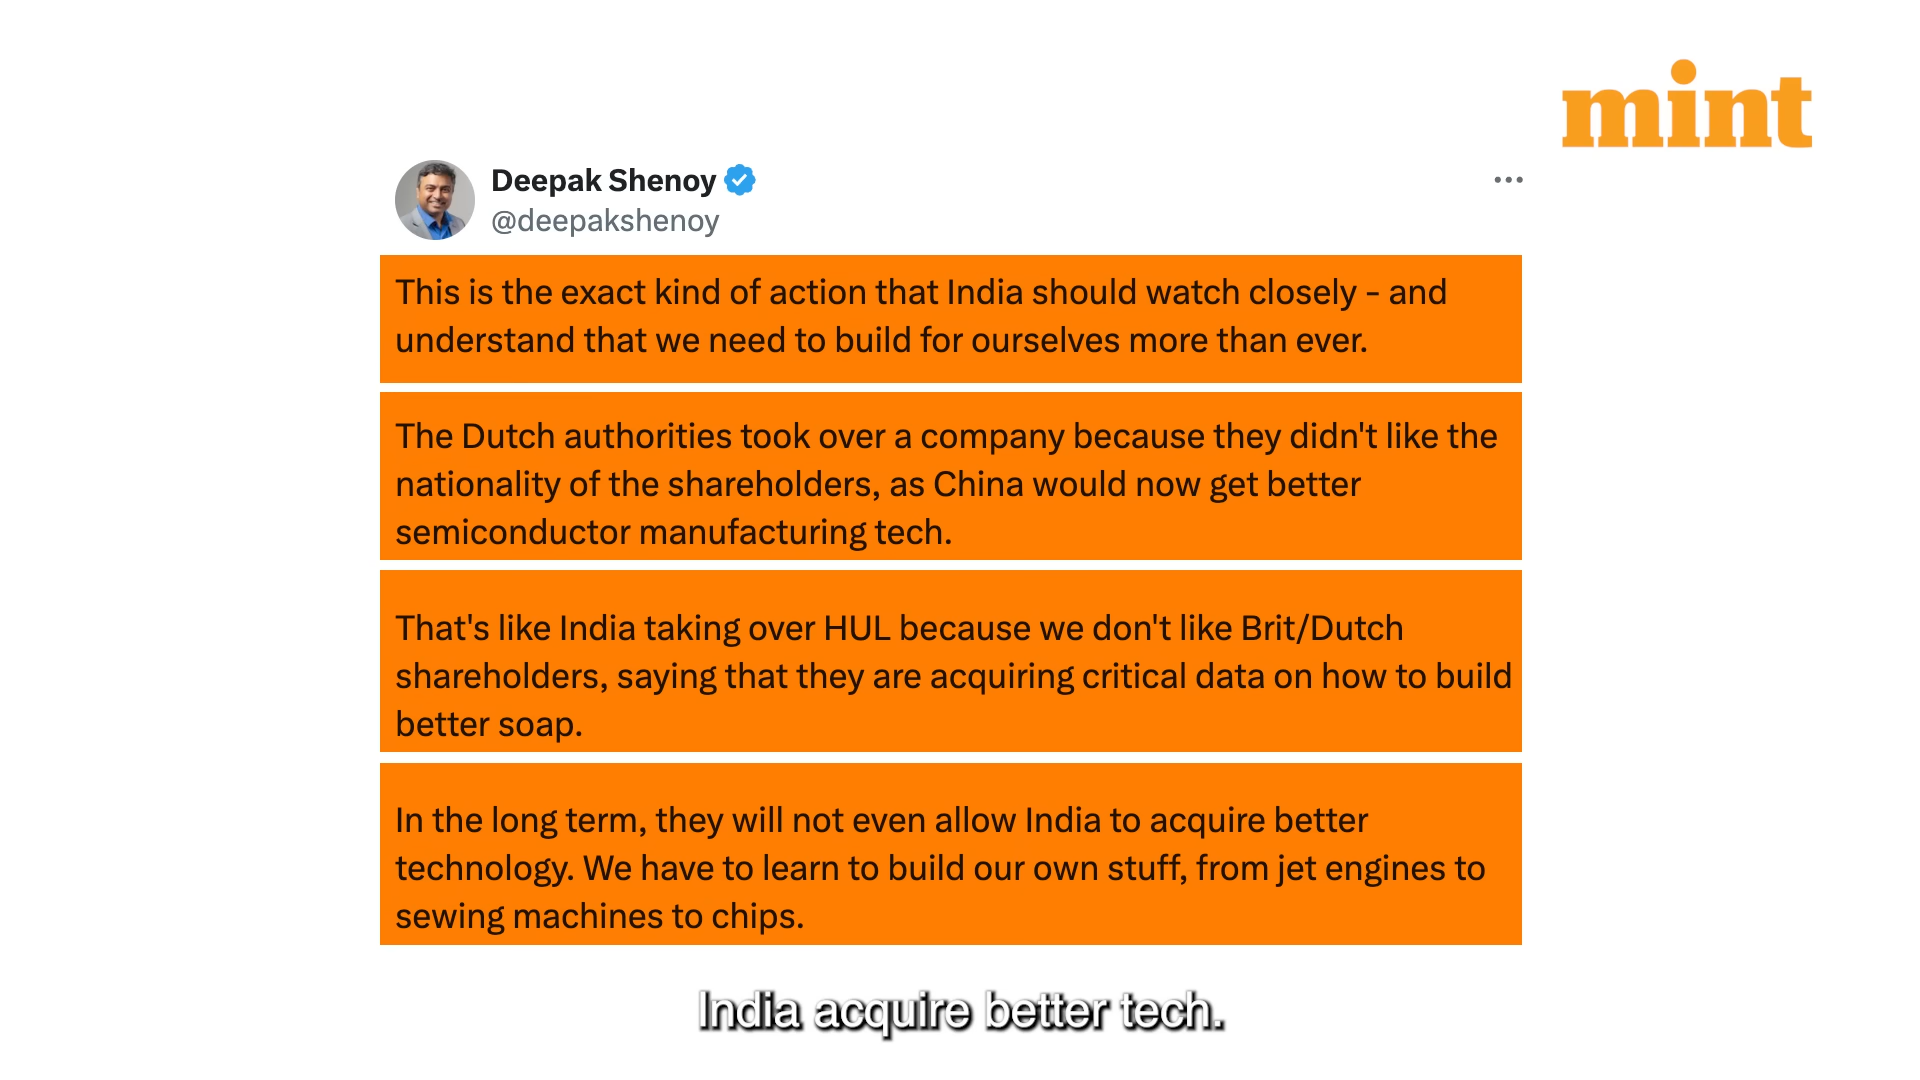 mint
Deepak Shenoy
@deepakshenoy
This is the exact kind of action that India should watch closely - and
understand that we need to build for ourselves more than ever.
The Dutch authorities took over a company because they didn't like the
nationality of the shareholders, as China would now get better
semiconductor manufacturing tech.
That's like India taking over HUL because we don't like Brit/Dutch
shareholders, saying that they are acquiring critical data on how to build
better soap.
In the long term, they will not even allow India to acquire better
technology. We have to learn to build our own stuff, from jet engines to
sewing machines to chips.
India acquire better tech.